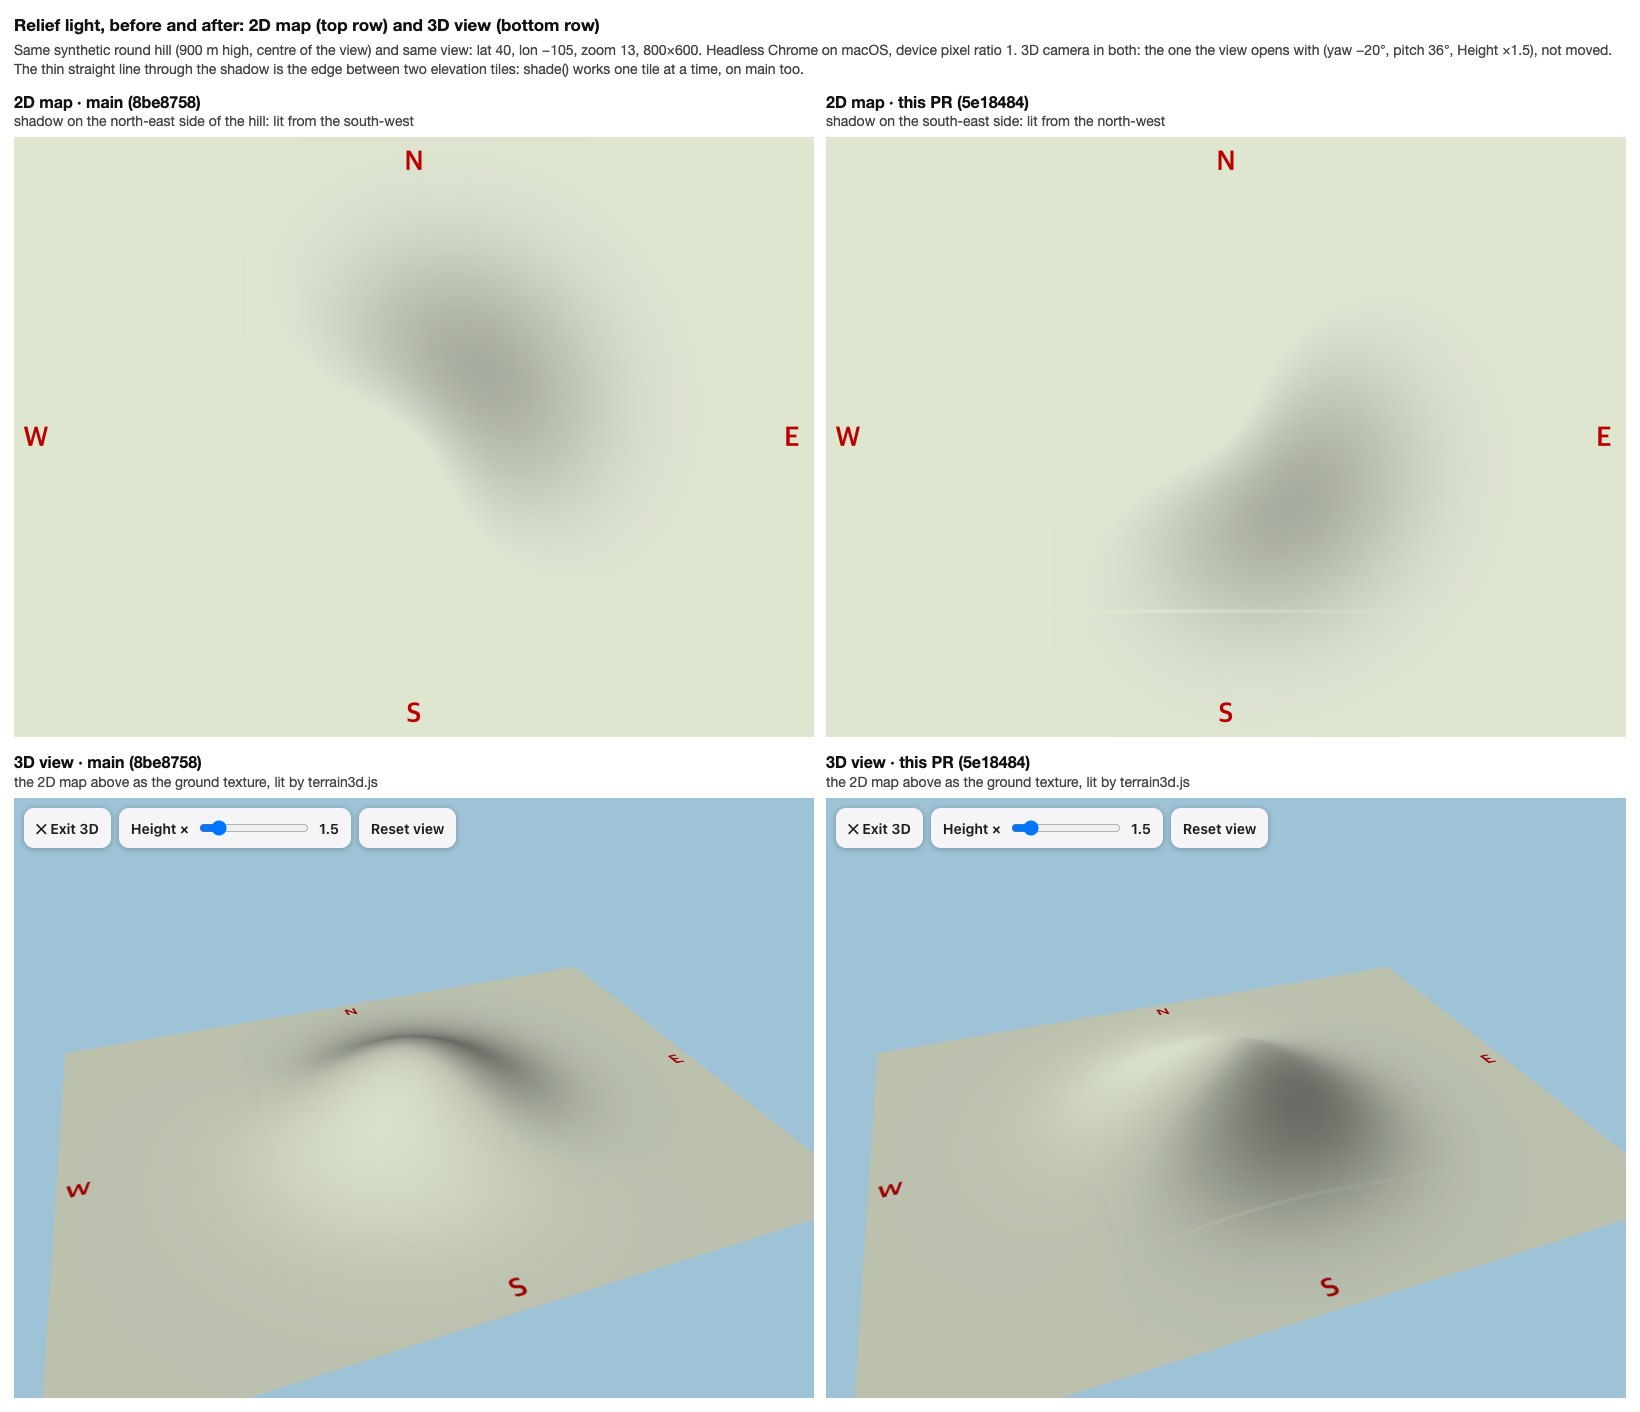 Relief light, before and after: 2D map (top row) and 3D view (bottom row)
Same synthetic round hill (900 m high, centre of the view) and same view: lat 40, lon −105, zoom 13, 800×600. Headless Chrome on macOS, device pixel ratio 1. 3D camera in both: the one the view opens with (yaw −20°, pitch 36°, Height ×1.5), not moved.
The thin straight line through the shadow is the edge between two elevation tiles: shade() works one tile at a time, on main too.
2D map · main (8be8758)
shadow on the north-east side of the hill: lit from the south-west
N
W
E
S
2D map · this PR (5e18484)
shadow on the south-east side: lit from the north-west
N
W
E
S
3D view · main (8be8758)
the 2D map above as the ground texture, lit by terrain3d.js
× Exit 3D
Height ×
1.5
Reset view
N
E
W
S
3D view · this PR (5e18484)
the 2D map above as the ground texture, lit by terrain3d.js
× Exit 3D
Height ×
1.5
Reset view
N
E
W
S